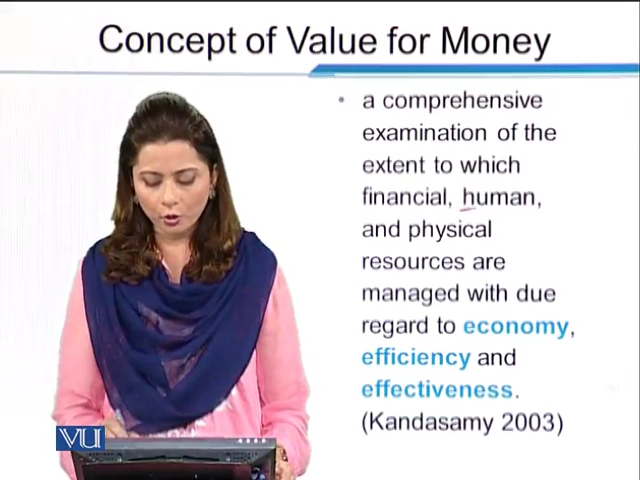 Concept of Value for Money
• a comprehensive
examination of the
extent to which
financial, human,
and physical
resources are
managed with due
regard to economy,
efficiency and
effectiveness.
(Kandasamy 2003)
VU